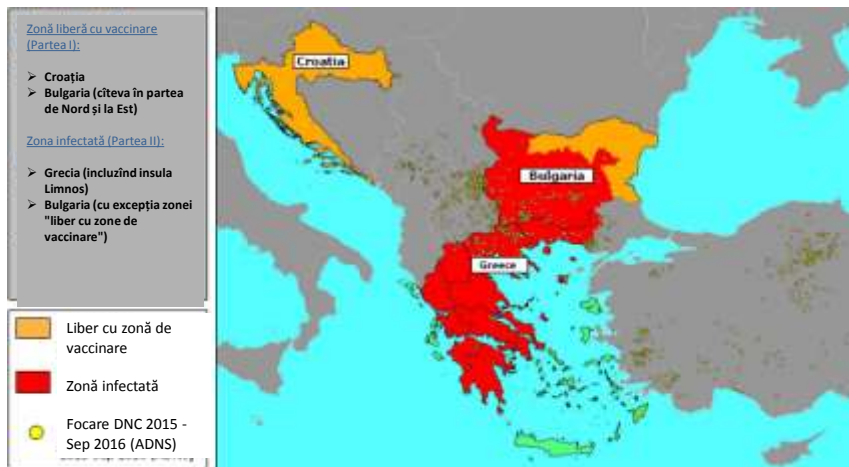 Zonă liberă cu vaccinare
(Partea I):
➢ Croația
➢ Bulgaria (cîteva în partea
de Nord și la Est)
Zona infectată (Partea II):
➢ Grecia (incluzînd insula
Limnos)
➢ Bulgaria (cu excepția zonei
"liber cu zone de
vaccinare")
Liber cu zonă de
vaccinare
Zonă infectată
Focare DNC 2015 -
Sep 2016 (ADNS)
Croatia
Bulgaria
Greece